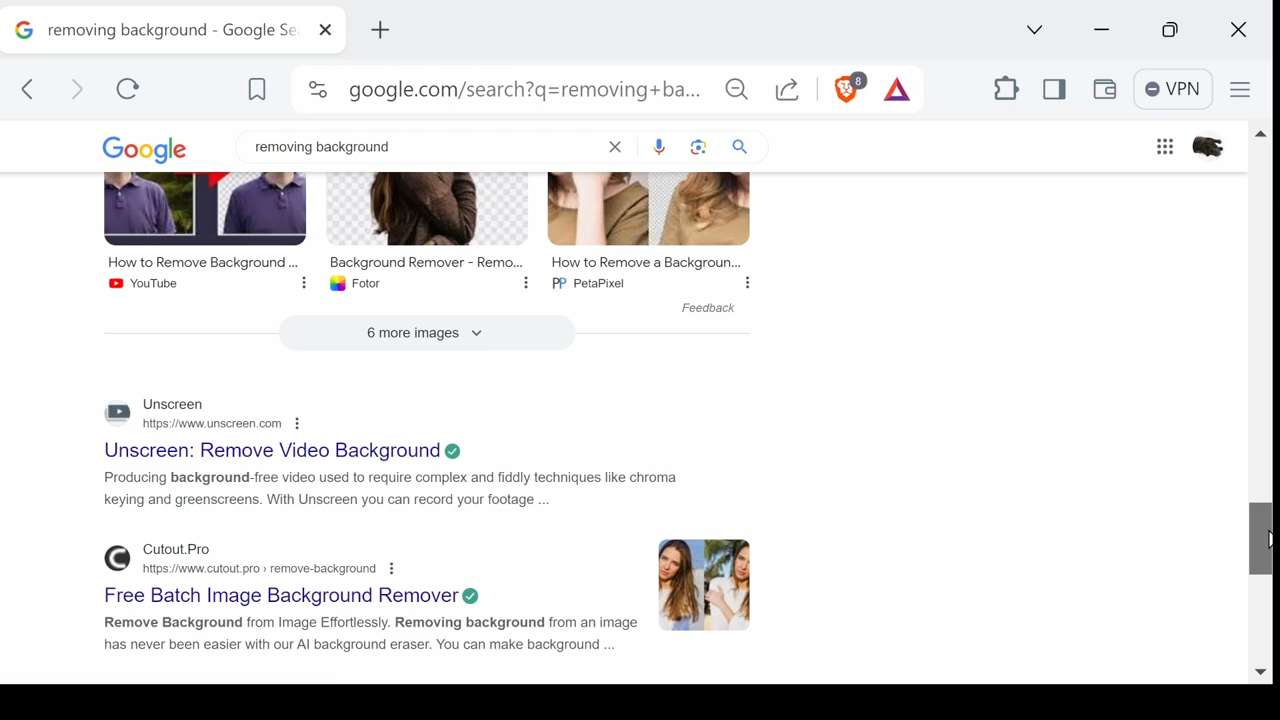 removing background - Google Se
google.com/search?q=removing+ba...
8
VPN
Google
removing background
How to Remove Background ...
YouTube
Background Remover - Remo...
Fotor
How to Remove a Backgroun...
PetaPixel
Feedback
6 more images
Unscreen
https://www.unscreen.com
Unscreen: Remove Video Background
Producing background-free video used to require complex and fiddly techniques like chroma
keying and greenscreens. With Unscreen you can record your footage ...
Cutout.Pro
https://www.cutout.pro › remove-background
Free Batch Image Background Remover
Remove Background from Image Effortlessly. Removing background from an image
has never been easier with our AI background eraser. You can make background ...